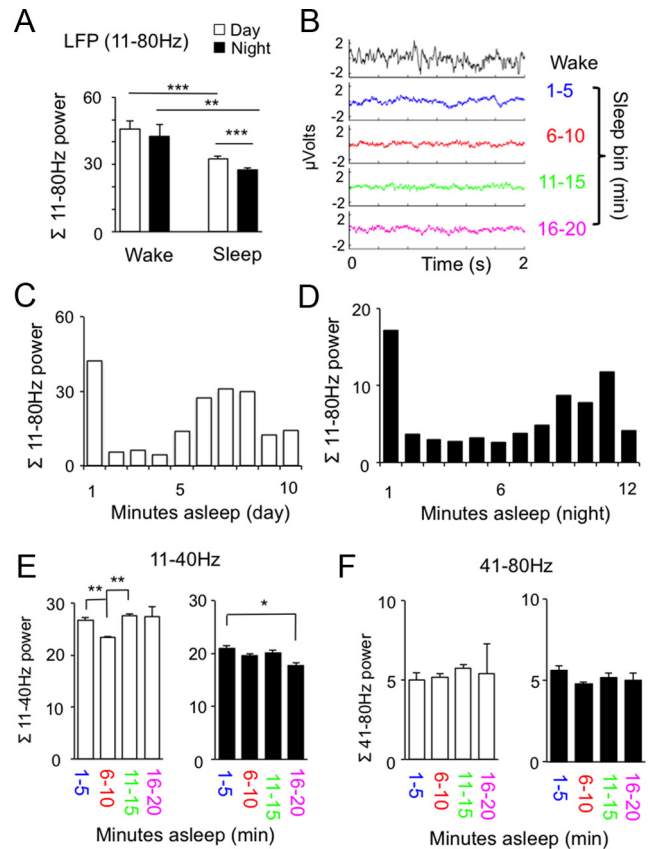 A
LFP (11-80Hz)
Day
Night
***
**
***
60
30
0
Σ 11-80Hz power
Wake
Sleep
B
2
-2
2
-2
2
-2
2
-2
2
-2
µVolts
0
Time (s)
2
Wake
1-5
6-10
11-15
16-20
Sleep bin (min)
C
60
30
0
Σ 11-80Hz power
1
5
10
Minutes asleep (day)
D
20
10
0
Σ 11-80Hz power
1
6
12
Minutes asleep (night)
E
11-40Hz
30
20
10
0
Σ 11-40Hz power
**
**
1-5
6-10
11-15
16-20
30
20
10
0
*
1-5
6-10
11-15
16-20
Minutes asleep (min)
F
41-80Hz
10
5
0
Σ 41-80Hz power
1-5
6-10
11-15
16-20
10
5
0
1-5
6-10
11-15
16-20
Minutes asleep (min)